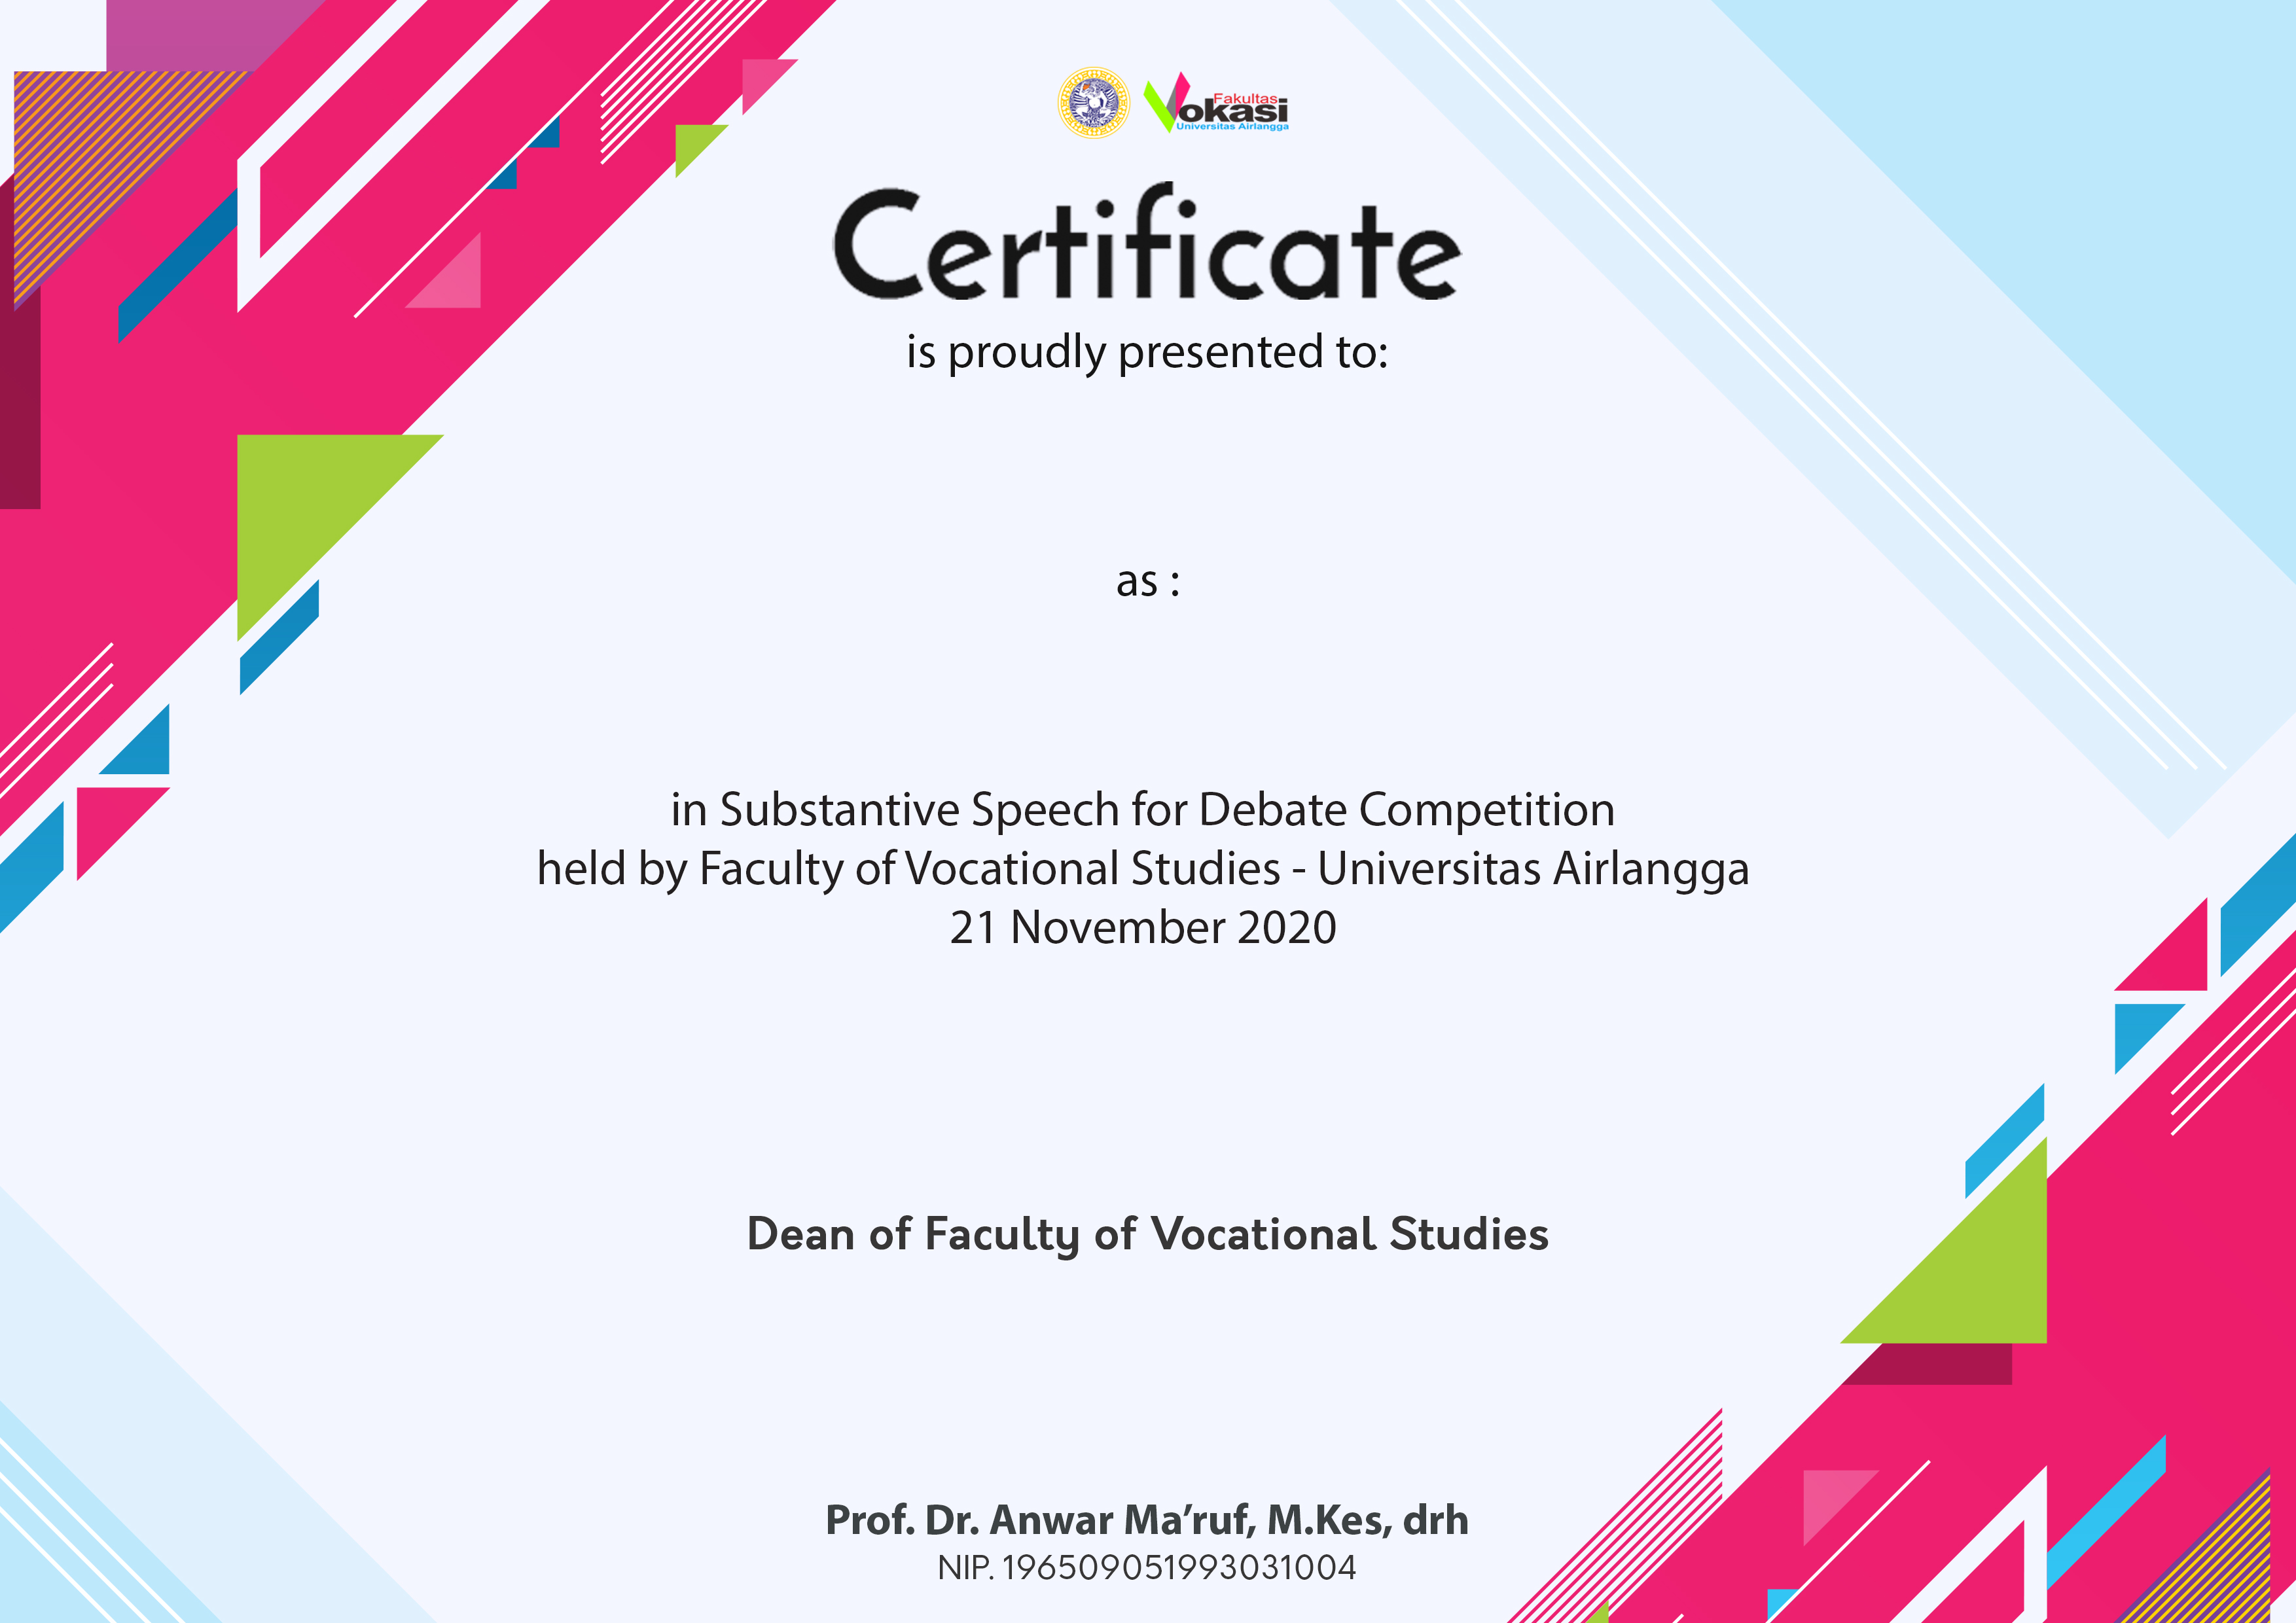 Fakultas
Vokasi
Universitas Airlangga
Certificate
is proudly presented to:
as :
in Substantive Speech for Debate Competition
held by Faculty of Vocational Studies - Universitas Airlangga
21 November 2020
Dean of Faculty of Vocational Studies
Prof. Dr. Anwar Ma’ruf, M.Kes, drh
NIP. 196509051993031004